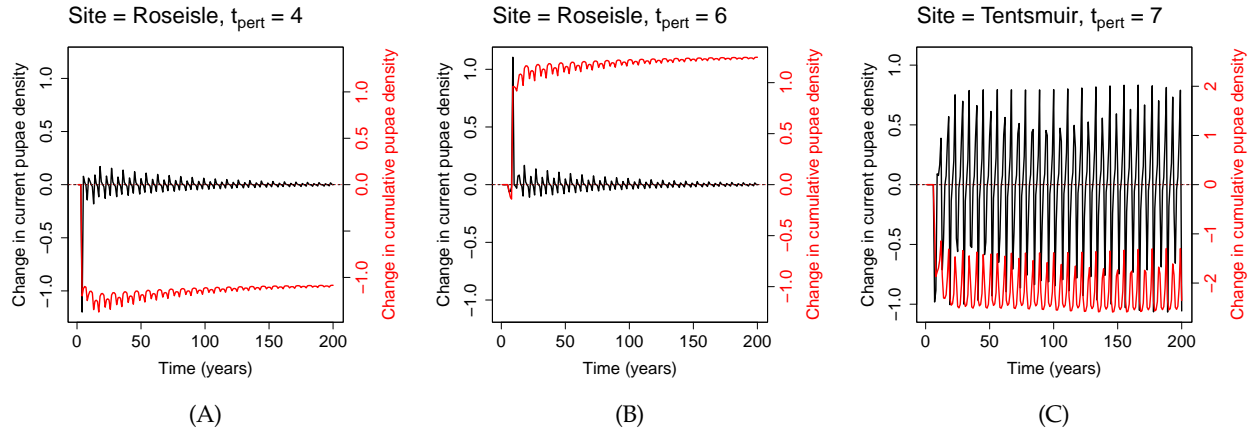 Site = Roseisle, t_pert = 4
Change in current pupae density
1.0
0.5
0.0
−0.5
−1.0
0 50 100 150 200
Time (years)
1.0
0.5
0.0
−1.0
Change in cumulative pupae density
(A)
Site = Roseisle, t_pert = 6
Change in current pupae density
1.0
0.5
0.0
−0.5
−1.0
0 50 100 150 200
Time (years)
1.0
0.5
0.0
−1.0
Change in cumulative pupae density
(B)
Site = Tentsmuir, t_pert = 7
Change in current pupae density
1.0
0.5
0.0
−0.5
−1.0
0 50 100 150 200
Time (years)
2
1
0
−1
−2
Change in cumulative pupae density
(C)